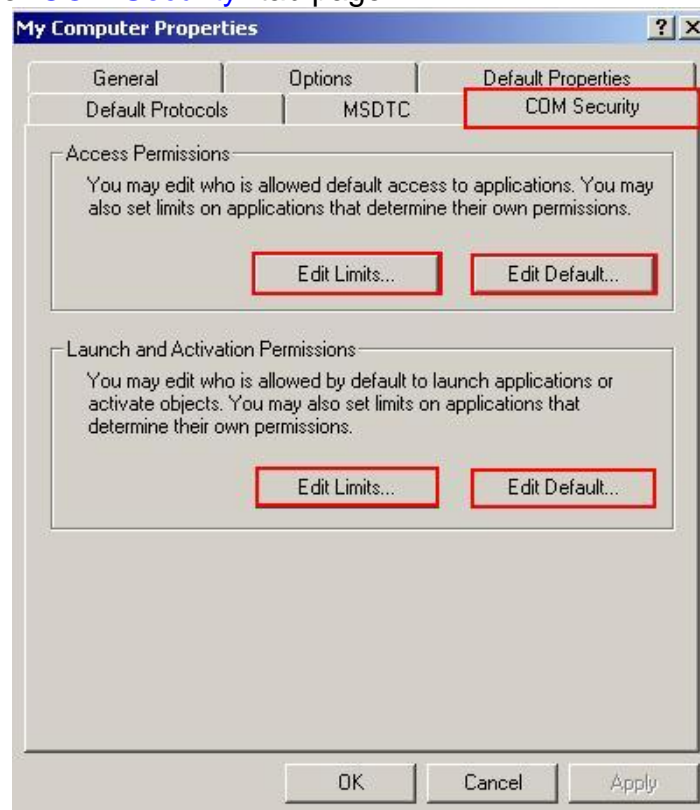 COM Security tab page
My Computer Properties
General Options Default Properties
Default Protocols MSDTC COM Security
Access Permissions
You may edit who is allowed default access to applications. You may
also set limits on applications that determine their own permissions.
Edit Limits... Edit Default...
Launch and Activation Permissions
You may edit who is allowed by default to launch applications or
activate objects. You may also set limits on applications that
determine their own permissions.
Edit Limits... Edit Default...
OK Cancel Apply